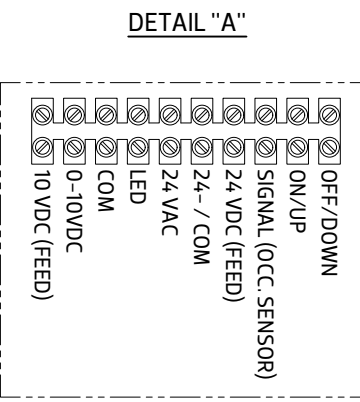 DETAIL "A"
10 VDC (FEED)
0-10VDC
COM
LED
24 VAC
24- / COM
24 VDC (FEED)
SIGNAL (OCC. SENSOR)
ON/UP
OFF/DOWN